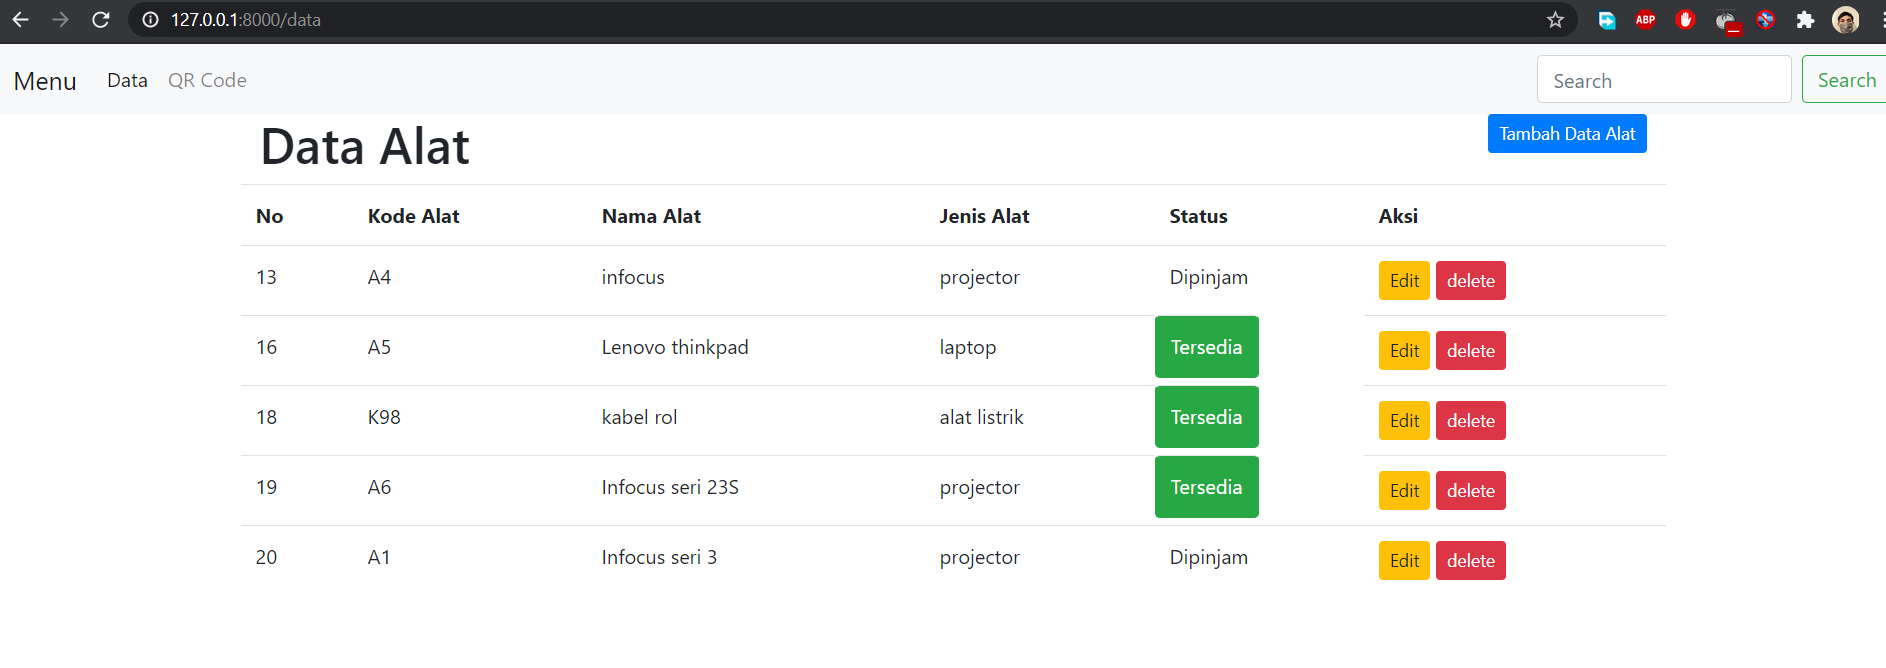 127.0.0.1:8000/data
ABP
Menu Data QR Code Search Search
Data Alat Tambah Data Alat
No Kode Alat Nama Alat Jenis Alat Status Aksi
13 A4 infocus projector Dipinjam Edit delete
16 A5 Lenovo thinkpad laptop Tersedia Edit delete
18 K98 kabel rol alat listrik Tersedia Edit delete
19 A6 Infocus seri 23S projector Tersedia Edit delete
20 A1 Infocus seri 3 projector Dipinjam Edit delete